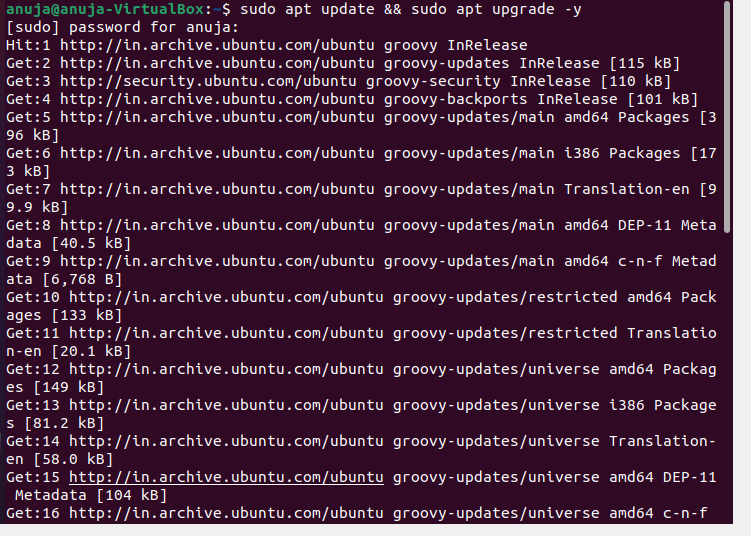 anuja@anuja-VirtualBox:~$ sudo apt update && sudo apt upgrade -y
[sudo] password for anuja:
Hit:1 http://in.archive.ubuntu.com/ubuntu groovy InRelease
Get:2 http://in.archive.ubuntu.com/ubuntu groovy-updates InRelease [115 kB]
Get:3 http://security.ubuntu.com/ubuntu groovy-security InRelease [110 kB]
Get:4 http://in.archive.ubuntu.com/ubuntu groovy-backports InRelease [101 kB]
Get:5 http://in.archive.ubuntu.com/ubuntu groovy-updates/main amd64 Packages [3
96 kB]
Get:6 http://in.archive.ubuntu.com/ubuntu groovy-updates/main i386 Packages [17
3 kB]
Get:7 http://in.archive.ubuntu.com/ubuntu groovy-updates/main Translation-en [9
9.9 kB]
Get:8 http://in.archive.ubuntu.com/ubuntu groovy-updates/main amd64 DEP-11 Meta
data [40.5 kB]
Get:9 http://in.archive.ubuntu.com/ubuntu groovy-updates/main amd64 c-n-f Metad
ata [6,768 B]
Get:10 http://in.archive.ubuntu.com/ubuntu groovy-updates/restricted amd64 Pack
ages [133 kB]
Get:11 http://in.archive.ubuntu.com/ubuntu groovy-updates/restricted Translatio
n-en [20.1 kB]
Get:12 http://in.archive.ubuntu.com/ubuntu groovy-updates/universe amd64 Packag
es [149 kB]
Get:13 http://in.archive.ubuntu.com/ubuntu groovy-updates/universe i386 Package
s [81.2 kB]
Get:14 http://in.archive.ubuntu.com/ubuntu groovy-updates/universe Translation-
en [58.0 kB]
Get:15 http://in.archive.ubuntu.com/ubuntu groovy-updates/universe amd64 DEP-11
 Metadata [104 kB]
Get:16 http://in.archive.ubuntu.com/ubuntu groovy-updates/universe amd64 c-n-f